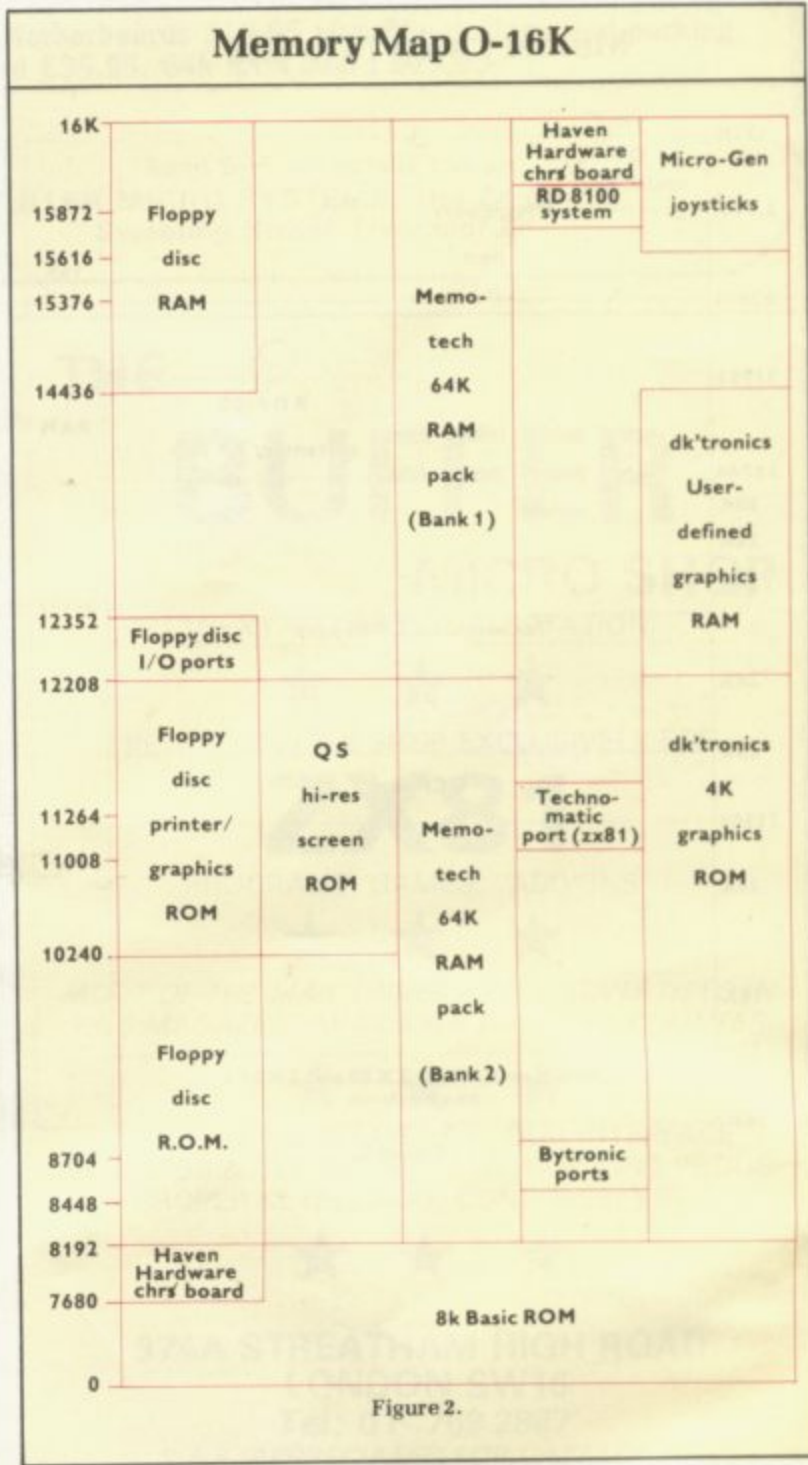 Memory Map O-16K
16K
15872
15616
15376
14436
12352
12208
11264
11008
10240
8704
8448
8192
7680
0
Floppy
disc
RAM
Floppy disc
I/O ports
Floppy
disc
printer/
graphics
ROM
Floppy
disc
R.O.M.
Haven
Hardware
chrs' board
QS
hi-res
screen
ROM
Memo-
tech
64K
RAM
pack
(Bank 1)
Memo-
tech
64K
RAM
pack
(Bank 2)
Haven
Hardware
chrs' board
RD 8100
system
Techno-
matic
port (zx81)
Bytronic
ports
Micro-Gen
joysticks
dk'tronics
User-
defined
graphics
RAM
dk'tronics
4K
graphics
ROM
8k Basic ROM
Figure 2.